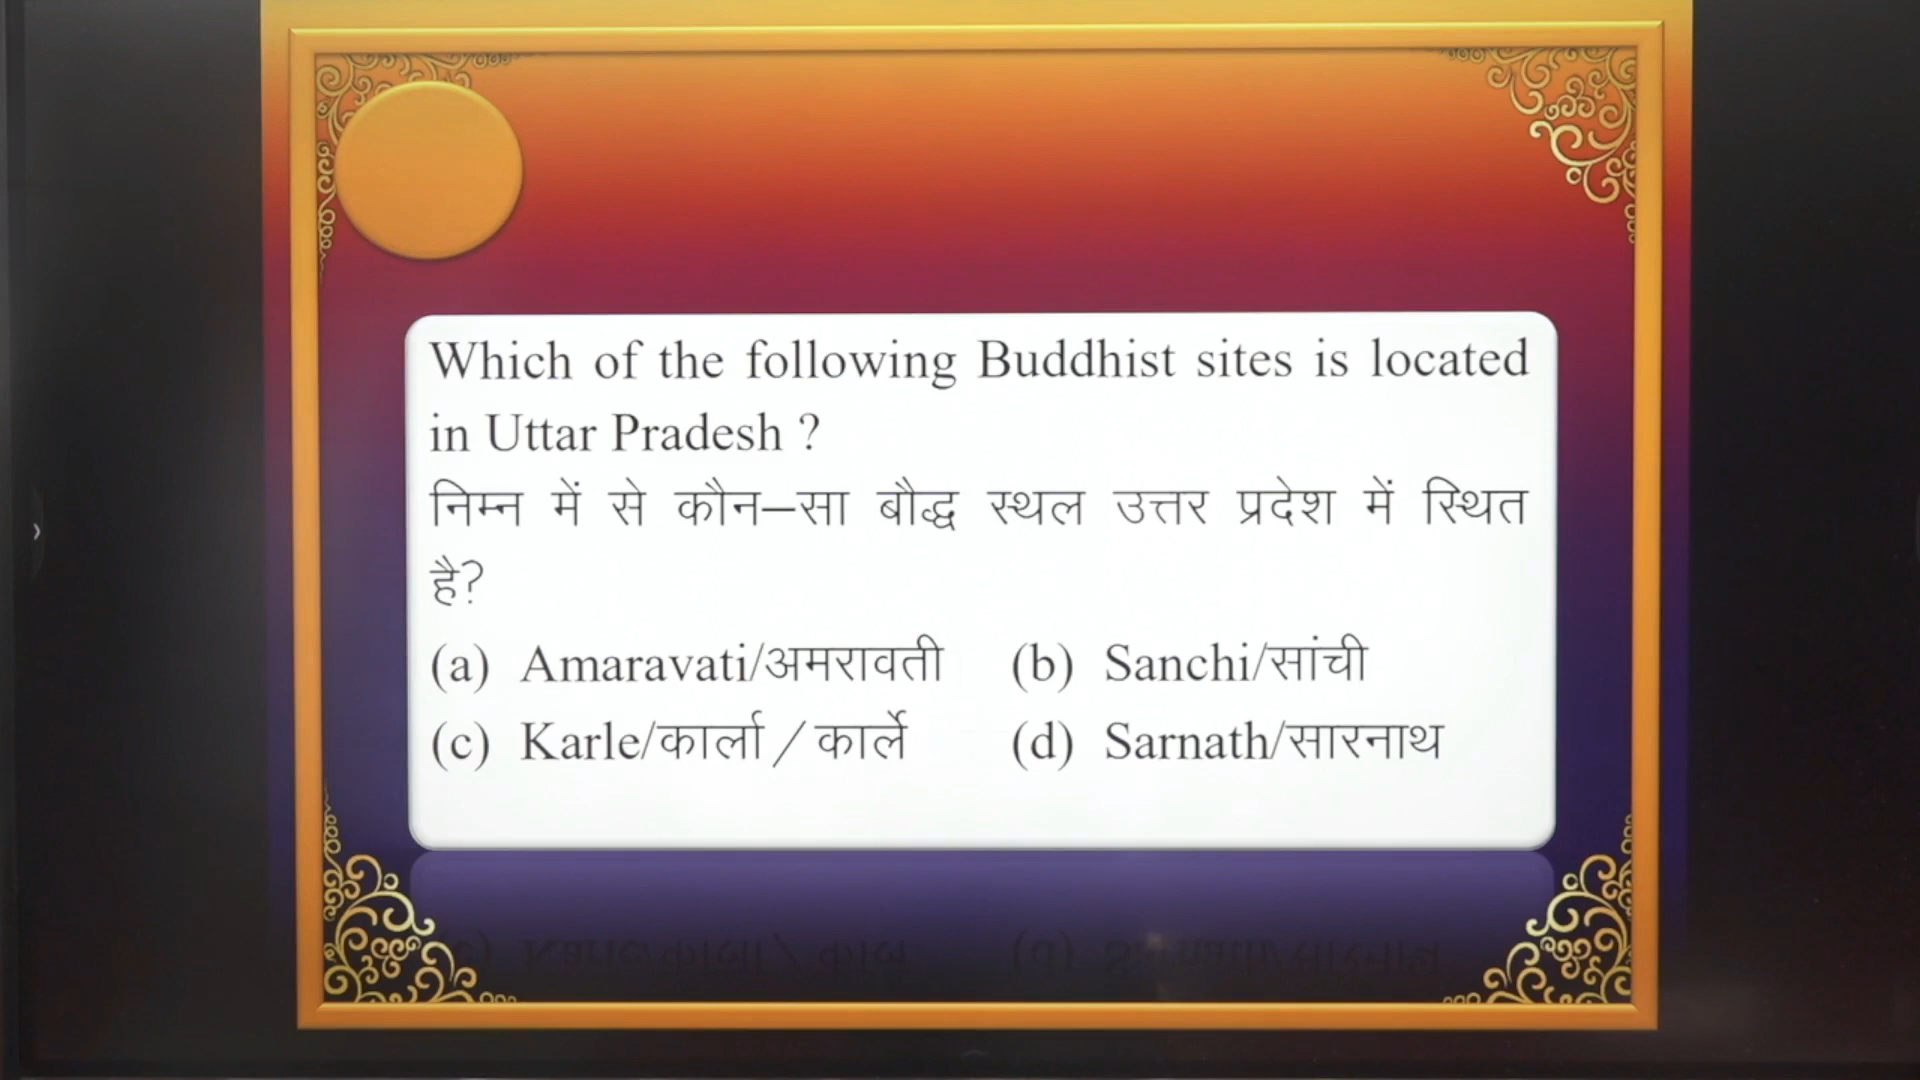 Which of the following Buddhist sites is located
in Uttar Pradesh ?
निम्न में से कौन–सा बौद्ध स्थल उत्तर प्रदेश में स्थित
है?
(a) Amaravati/अमरावती (b) Sanchi/सांची
(c) Karle/कार्ला / कार्ले (d) Sarnath/सारनाथ